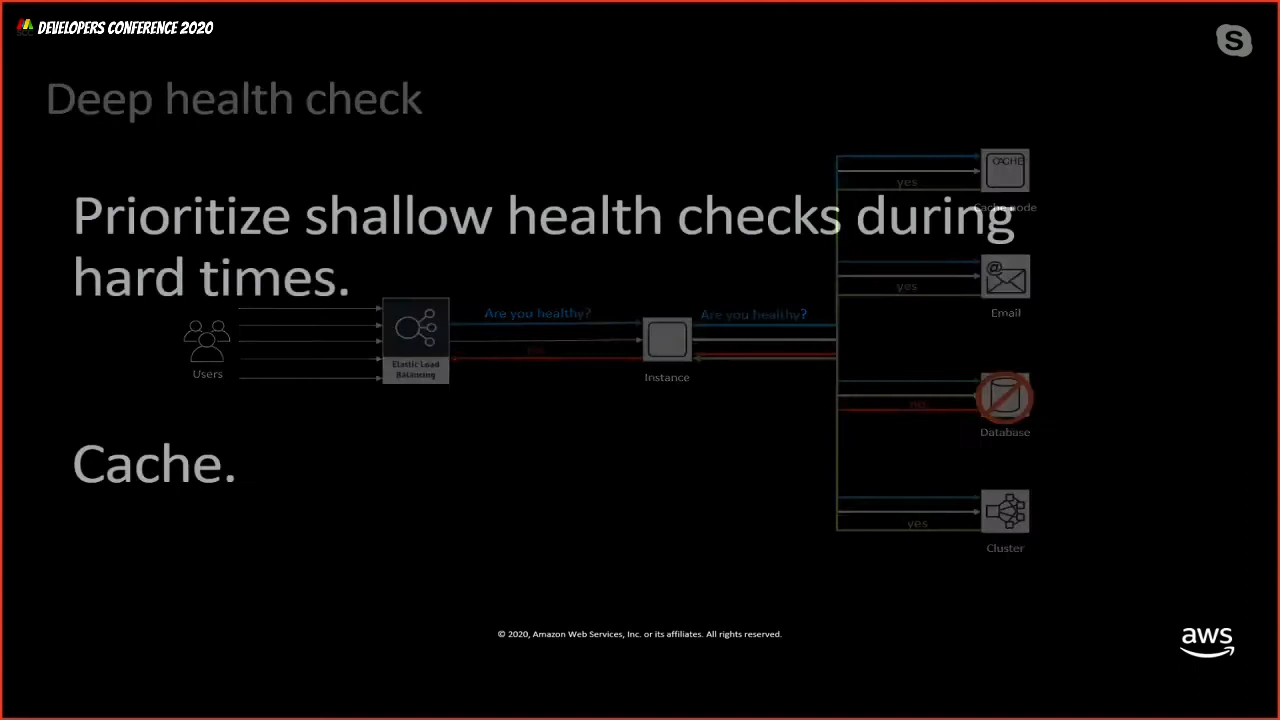 DEVELOPERS CONFERENCE 2020
S
Deep health check
Prioritize shallow health checks during
hard times.
CACHE
yes
Cache node
yes
Email
Are you healthy?
Are you healthy?
no
Users
Elastic Load
Balancing
Instance
no
Database
Cache.
yes
Cluster
© 2020, Amazon Web Services, Inc. or its affiliates. All rights reserved.
aws